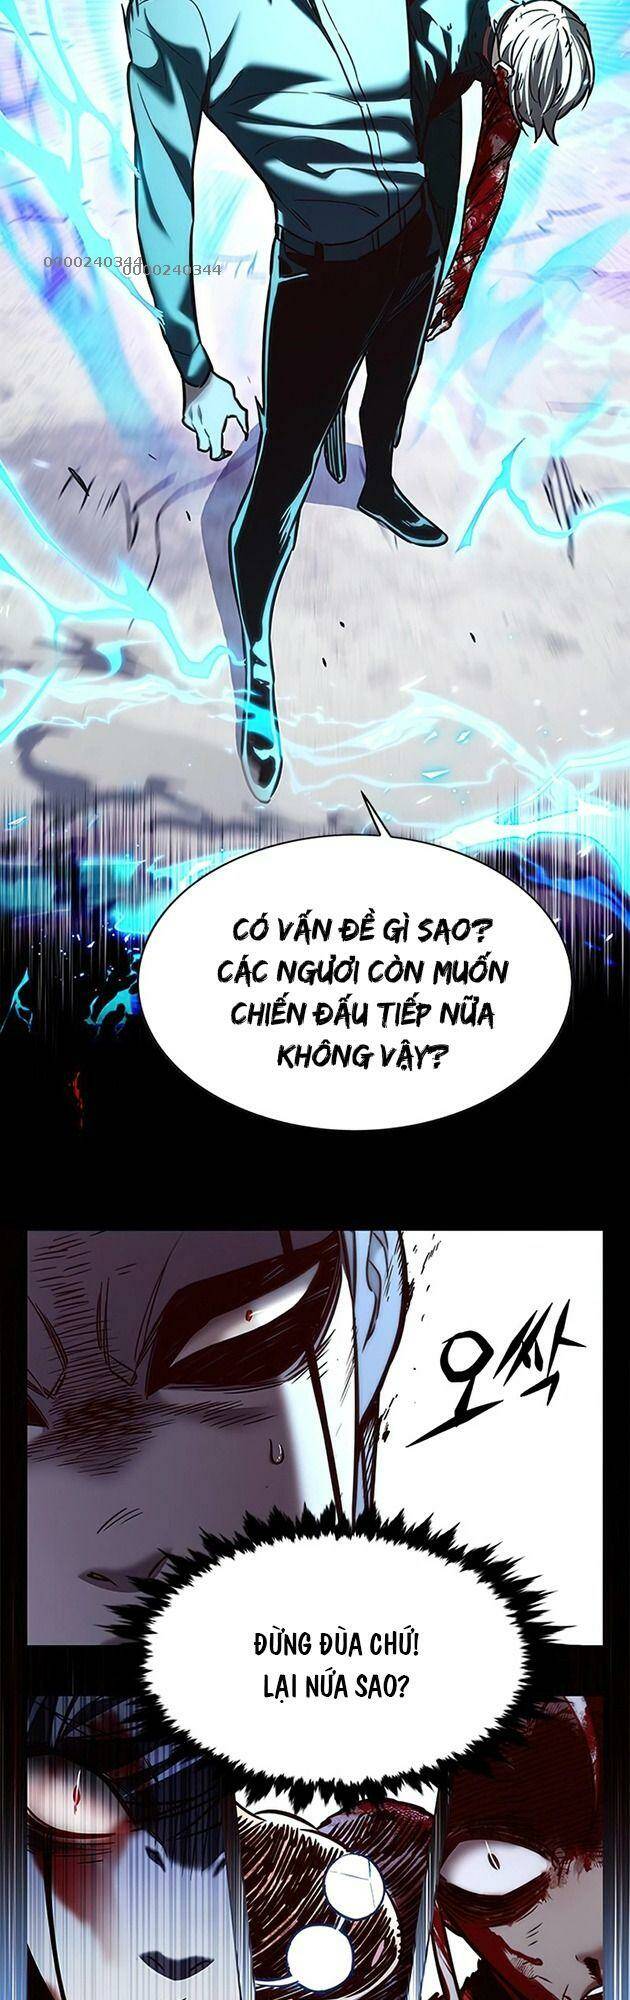 0000240344
0000240344
CÓ VẤN ĐỀ GÌ SAO?
CÁC NGƯƠI CÒN MUỐN
CHIẾN ĐẤU TIẾP NỮA
KHÔNG VẬY?
오싹
ĐỪNG ĐÙA CHỨ!
LẠI NỨA SAO?